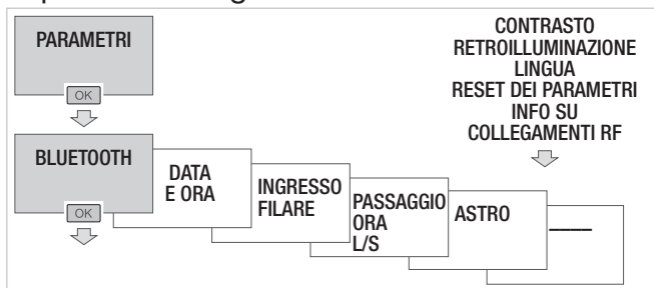 PARAMETRI
OK
CONTRASTO
RETROILLUMINAZIONE
LINGUA
RESET DEI PARAMETRI
INFO SU
COLLEGAMENTI RF
BLUETOOTH
OK
DATA
E ORA
INGRESSO
FILARE
PASSAGGIO
ORA
L/S
ASTRO